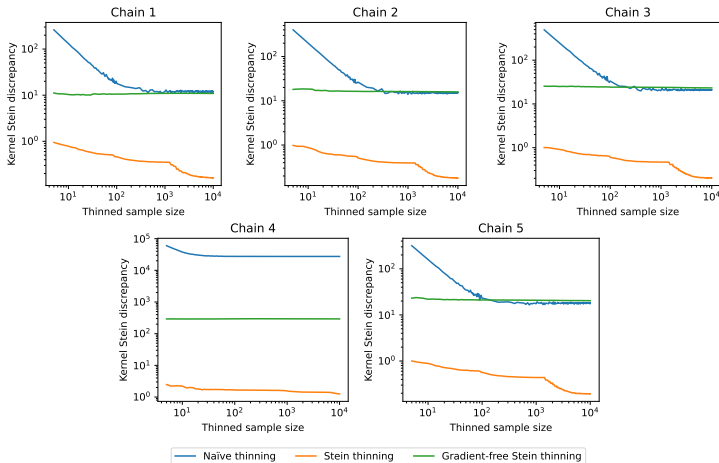 Chain 1
Chain 2
Chain 3
Kernel Stein discrepancy
10²
10¹
10⁰
10¹
10²
10³
10⁴
Thinned sample size
Kernel Stein discrepancy
10²
10¹
10⁰
10¹
10²
10³
10⁴
Thinned sample size
Kernel Stein discrepancy
10²
10¹
10⁰
10¹
10²
10³
10⁴
Thinned sample size
Chain 4
Chain 5
Kernel Stein discrepancy
10⁵
10⁴
10³
10²
10¹
10⁰
10¹
10²
10³
10⁴
Thinned sample size
Kernel Stein discrepancy
10²
10¹
10⁰
10¹
10²
10³
10⁴
Thinned sample size
Naïve thinning
Stein thinning
Gradient-free Stein thinning